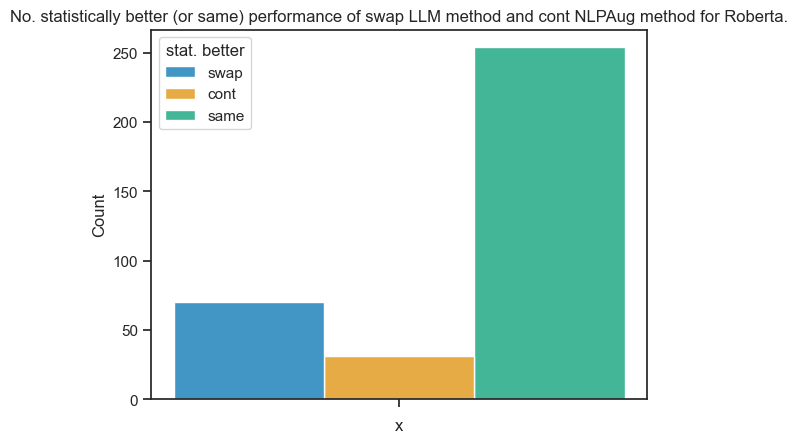 No. statistically better (or same) performance of swap LLM method and cont NLPAug method for Roberta.
stat. better
swap
cont
same
250
200
150
100
50
0
Count
x